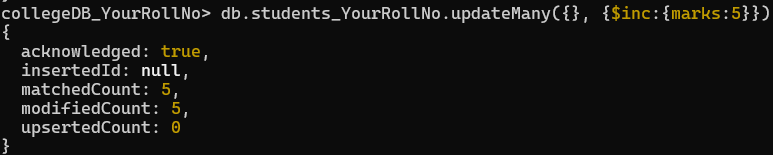 collegeDB_YourRollNo> db.students_YourRollNo.updateMany({}, {$inc:{marks:5}})
{
  acknowledged: true,
  insertedId: null,
  matchedCount: 5,
  modifiedCount: 5,
  upsertedCount: 0
}